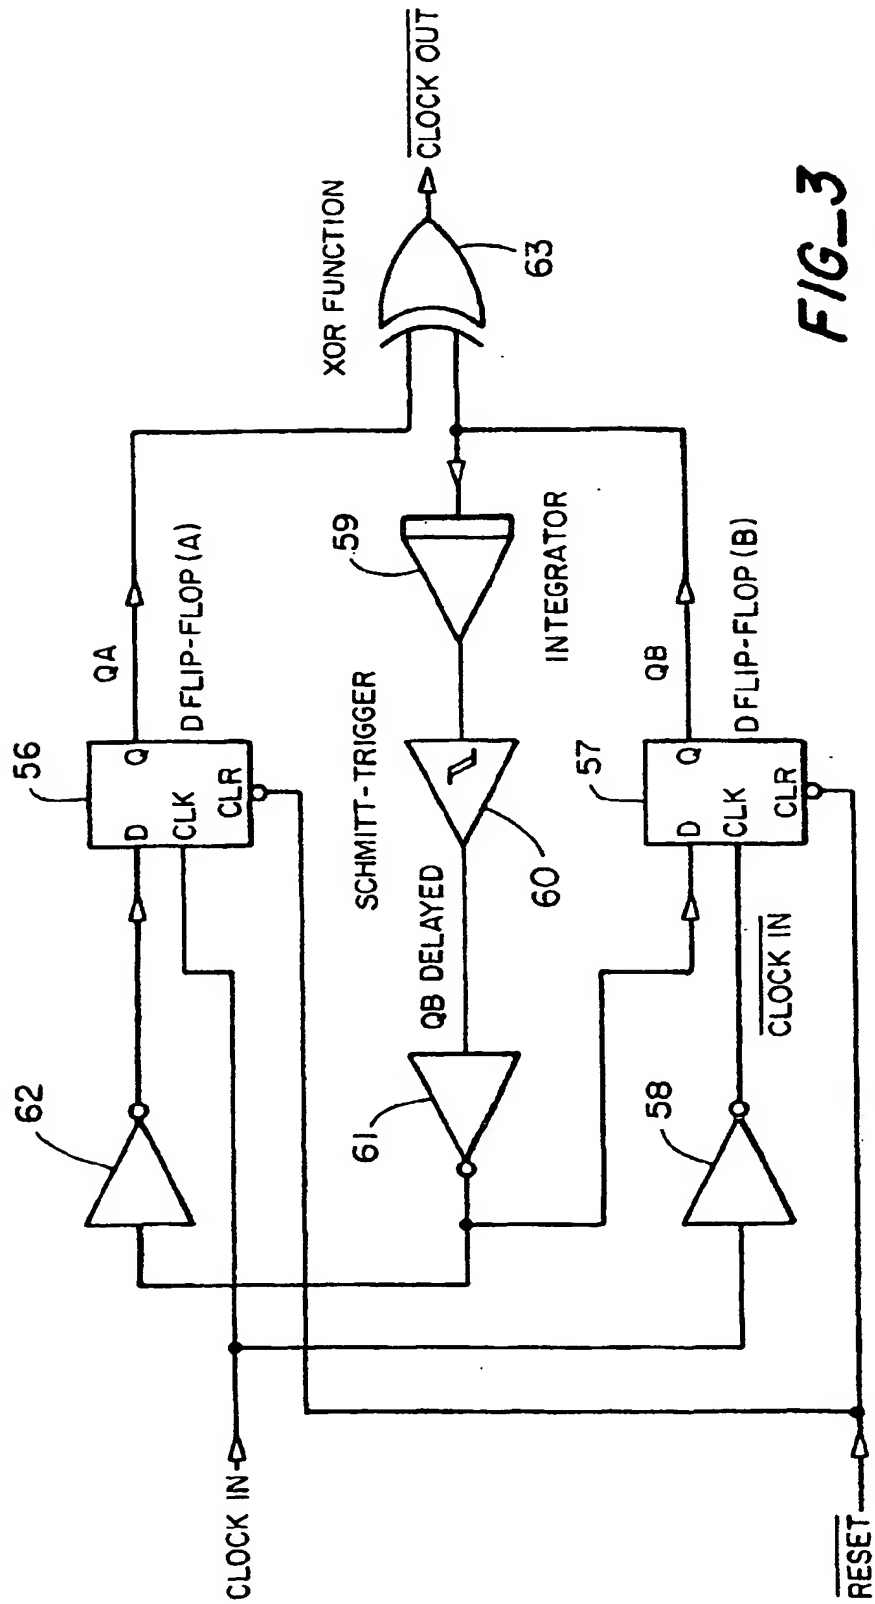 56
QA
D FLIP-FLOP (A)
D
Q
CLK
CLR
62
XOR FUNCTION
CLOCK OUT
63
59
INTEGRATOR
SCHMITT-TRIGGER
60
QB DELAYED
61
57
QB
D FLIP-FLOP (B)
D
Q
CLK
CLR
58
CLOCK IN
CLOCK IN
RESET
FIG_3